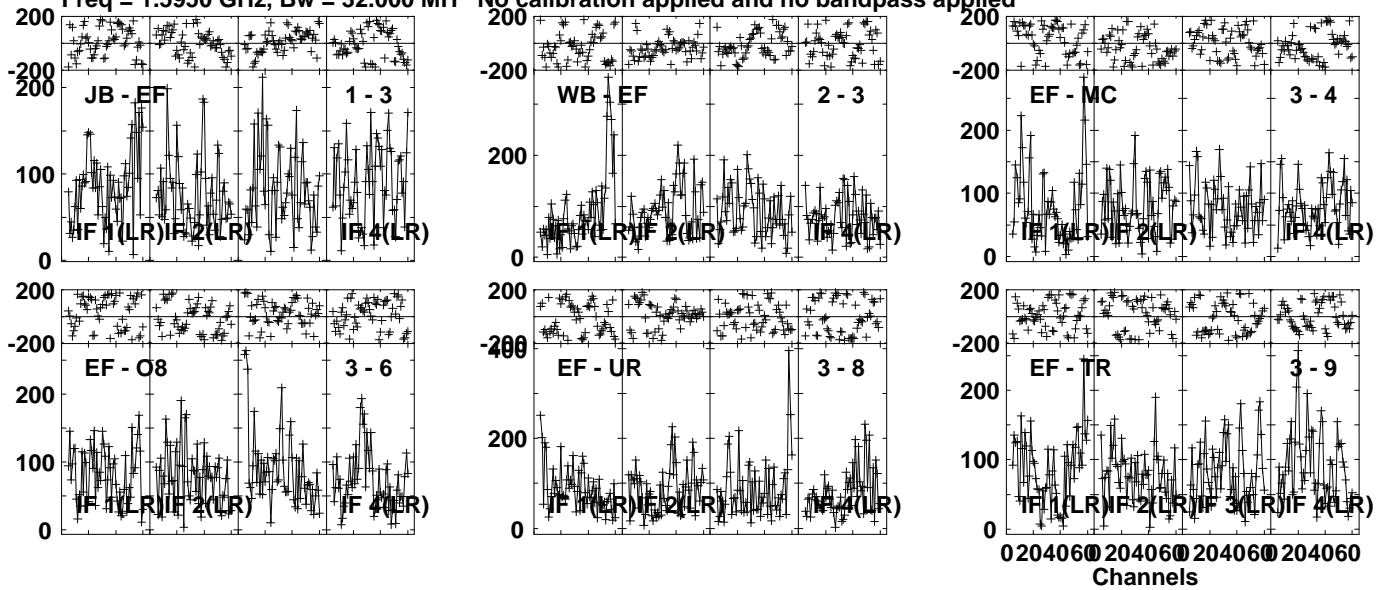 Freq = 1.5950 GHz, Bw = 32.000 MH No calibration applied and no bandpass applied
200 200 200
-200 -200 -200
200 JB - EF 1 - 3 WB - EF 2 - 3 EF - MC 3 - 4
200 200
100 100
IF 1(LR) IF 2(LR) IF 4(LR) IF 1(LR) IF 2(LR) IF 4(LR) IF 1(LR) IF 2(LR) IF 4(LR)
0 0 0
200 200 200
-200 -200 -200
400
EF - O8 3 - 6 EF - UR 3 - 8 EF - TR 3 - 9
200 200 200
100 100
IF 1(LR) IF 2(LR) IF 4(LR) IF 1(LR) IF 2(LR) IF 4(LR) IF 1(LR) IF 2(LR) IF 3(LR) IF 4(LR)
0 0 0
0 20 40 60 0 20 40 60 0 20 40 60 0 20 40 60
Channels